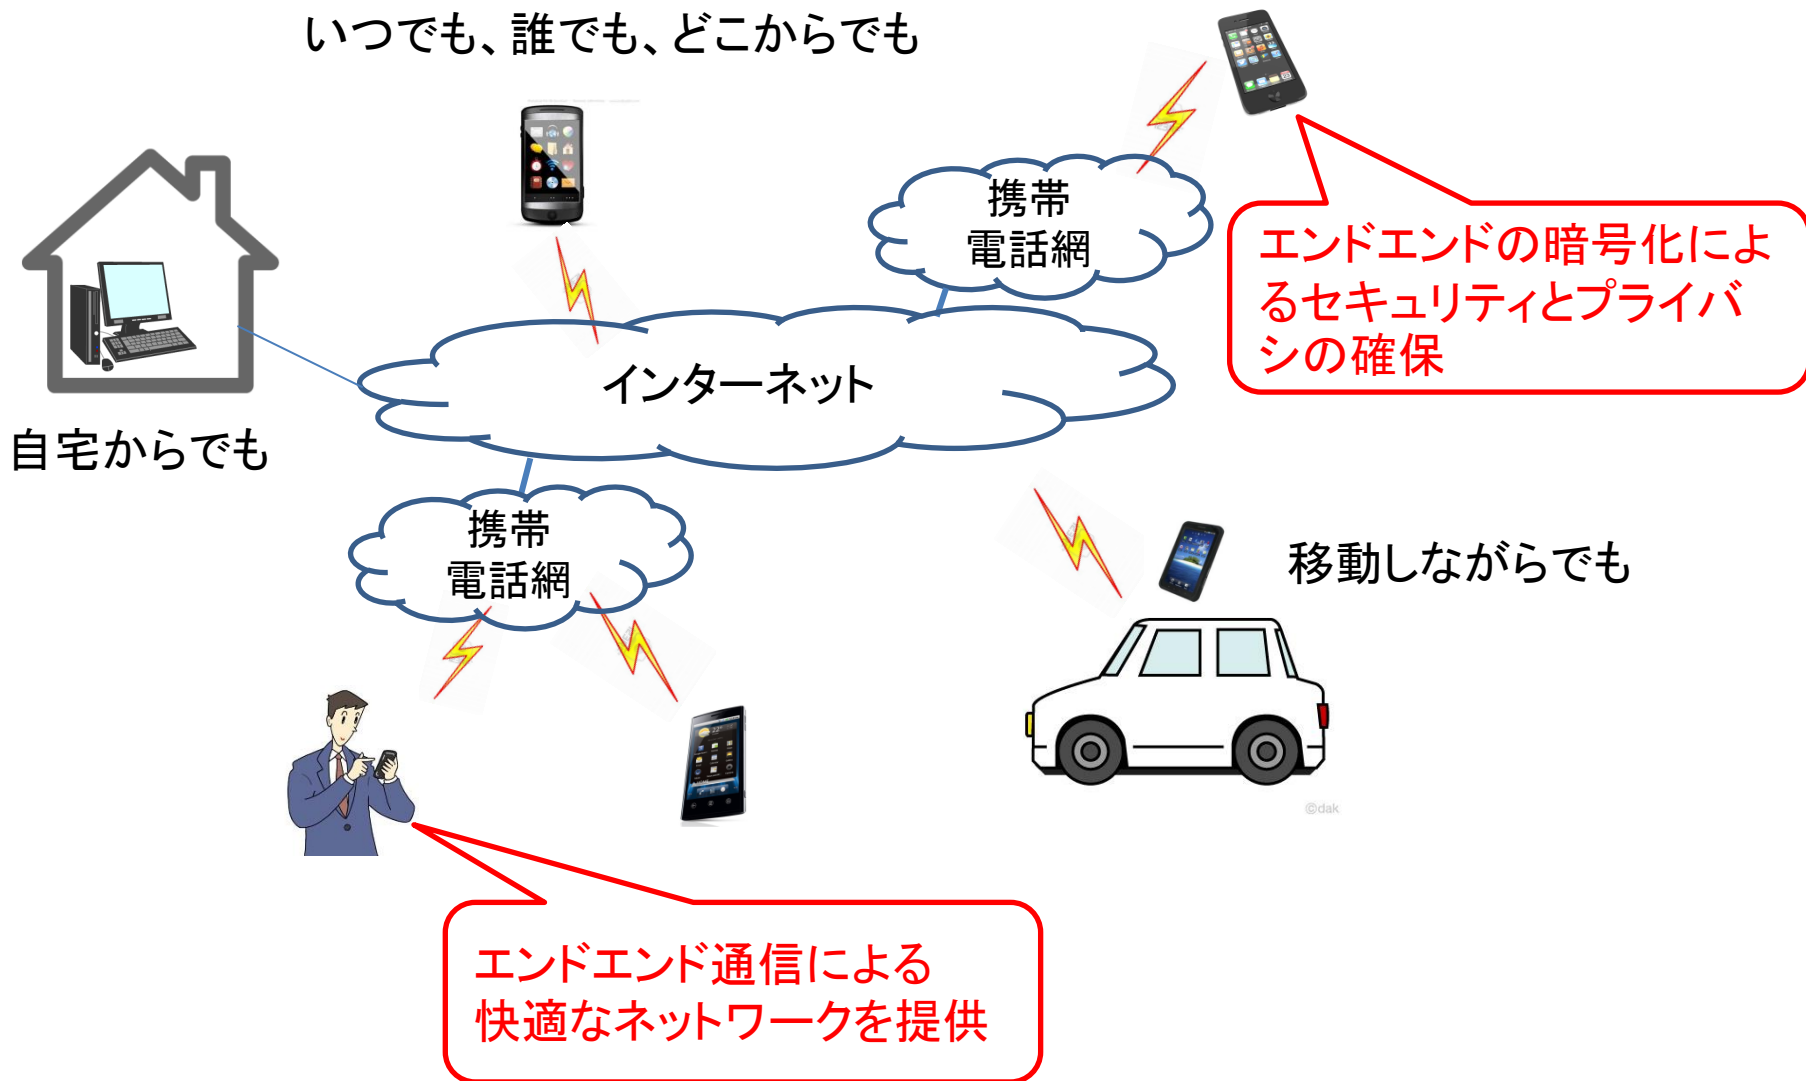 いつでも、誰でも、どこからでも
携帯
電話網
エンドエンドの暗号化によ
るセキュリティとプライバ
シの確保
インターネット
自宅からでも
携帯
電話網
移動しながらでも
©dak
エンドエンド通信による
快適なネットワークを提供